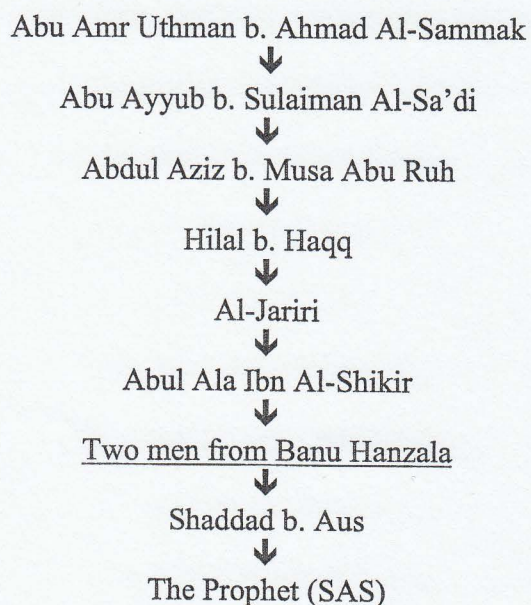 Abu Amr Uthman b. Ahmad Al-Sammak
Abu Ayyub b. Sulaiman Al-Sa'di
Abdul Aziz b. Musa Abu Ruh
Hilal b. Haqq
Al-Jariri
Abul Ala Ibn Al-Shikir
Two men from Banu Hanzala
Shaddad b. Aus
The Prophet (SAS)